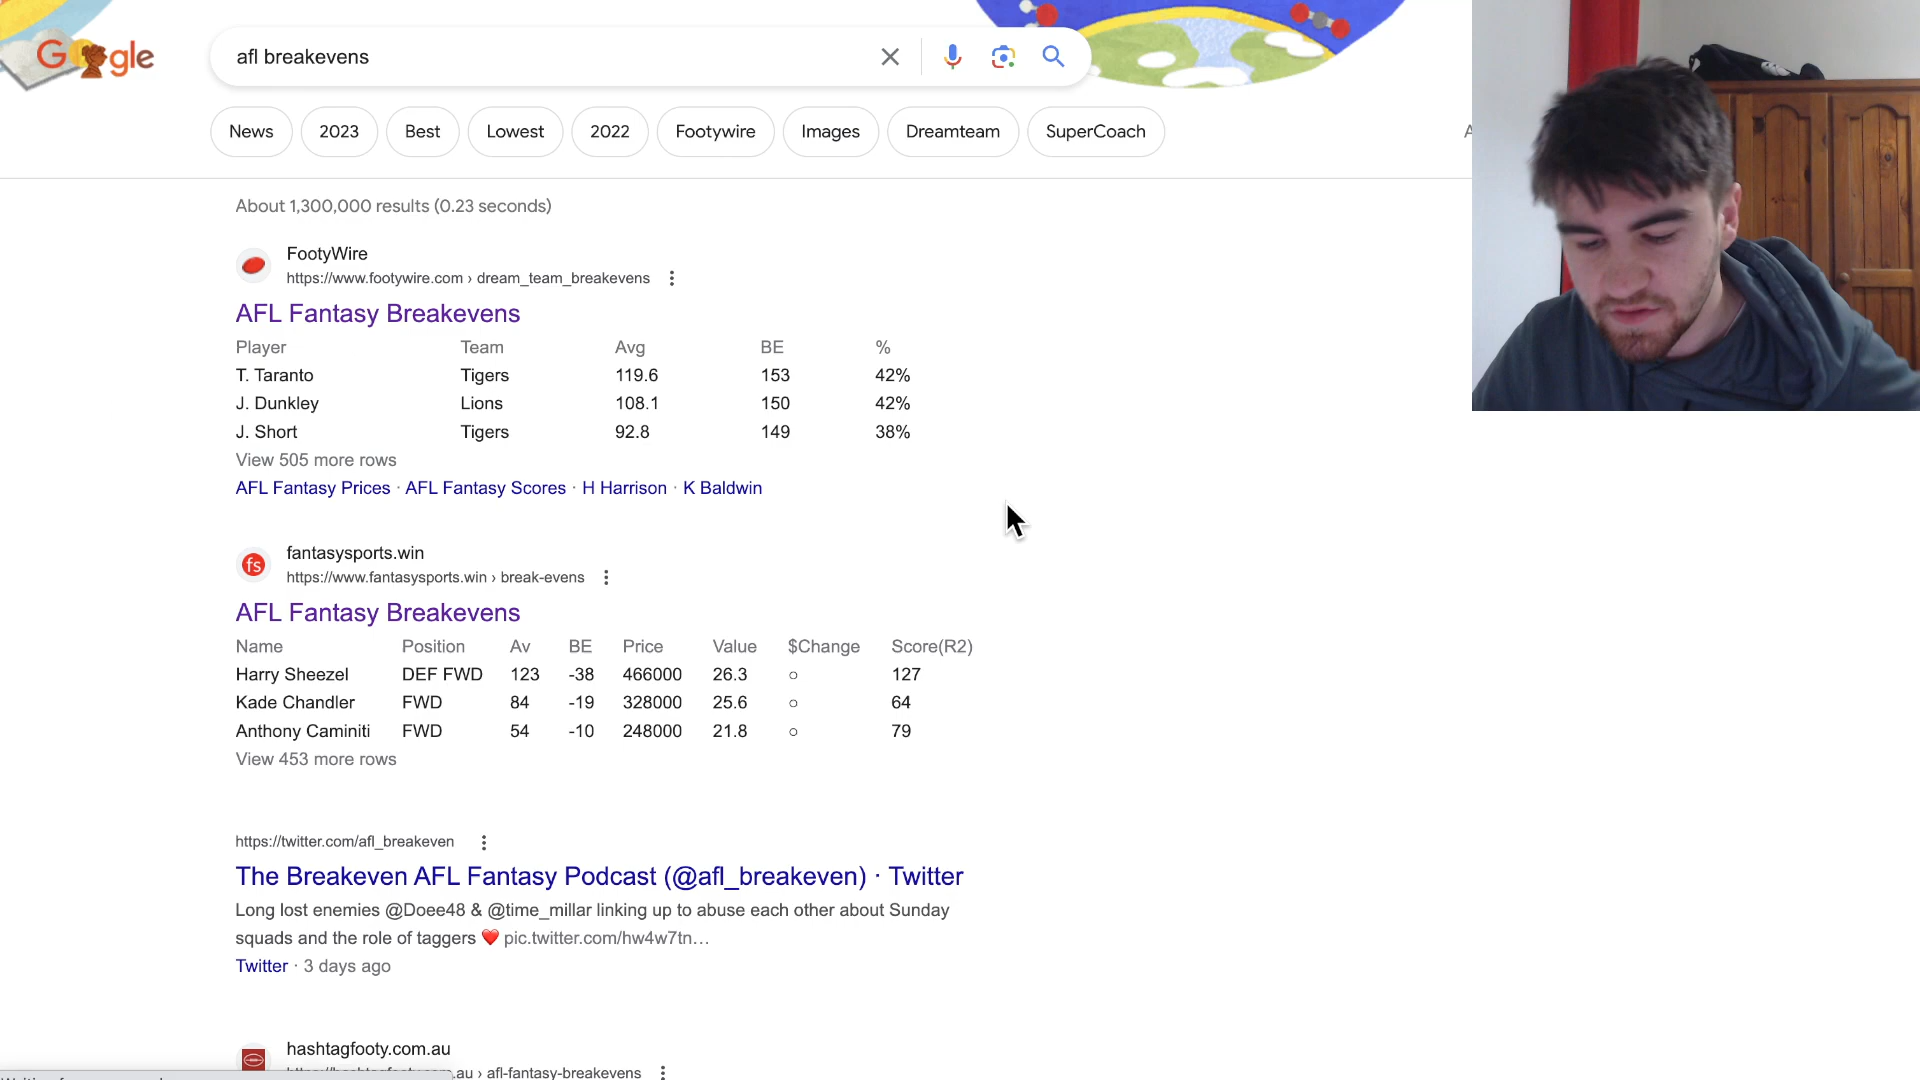 Google
afl breakevens
News 2023 Best Lowest 2022 Footywire Images Dreamteam SuperCoach
About 1,300,000 results (0.23 seconds)
FootyWire
https://www.footywire.com › dream_team_breakevens
AFL Fantasy Breakevens
Player Team Avg BE %
T. Taranto Tigers 119.6 153 42%
J. Dunkley Lions 108.1 150 42%
J. Short Tigers 92.8 149 38%
View 505 more rows
AFL Fantasy Prices · AFL Fantasy Scores · H Harrison · K Baldwin
fs
fantasysports.win
https://www.fantasysports.win › break-evens
AFL Fantasy Breakevens
Name Position Av BE Price Value $Change Score(R2)
Harry Sheezel DEF FWD 123 -38 466000 26.3 ○ 127
Kade Chandler FWD 84 -19 328000 25.6 ○ 64
Anthony Caminiti FWD 54 -10 248000 21.8 ○ 79
View 453 more rows
https://twitter.com/afl_breakeven
The Breakeven AFL Fantasy Podcast (@afl_breakeven) · Twitter
Long lost enemies @Doee48 & @time_millar linking up to abuse each other about Sunday
squads and the role of taggers ❤️ pic.twitter.com/hw4w7tn...
Twitter · 3 days ago
hashtagfooty.com.au
.au › afl-fantasy-breakevens